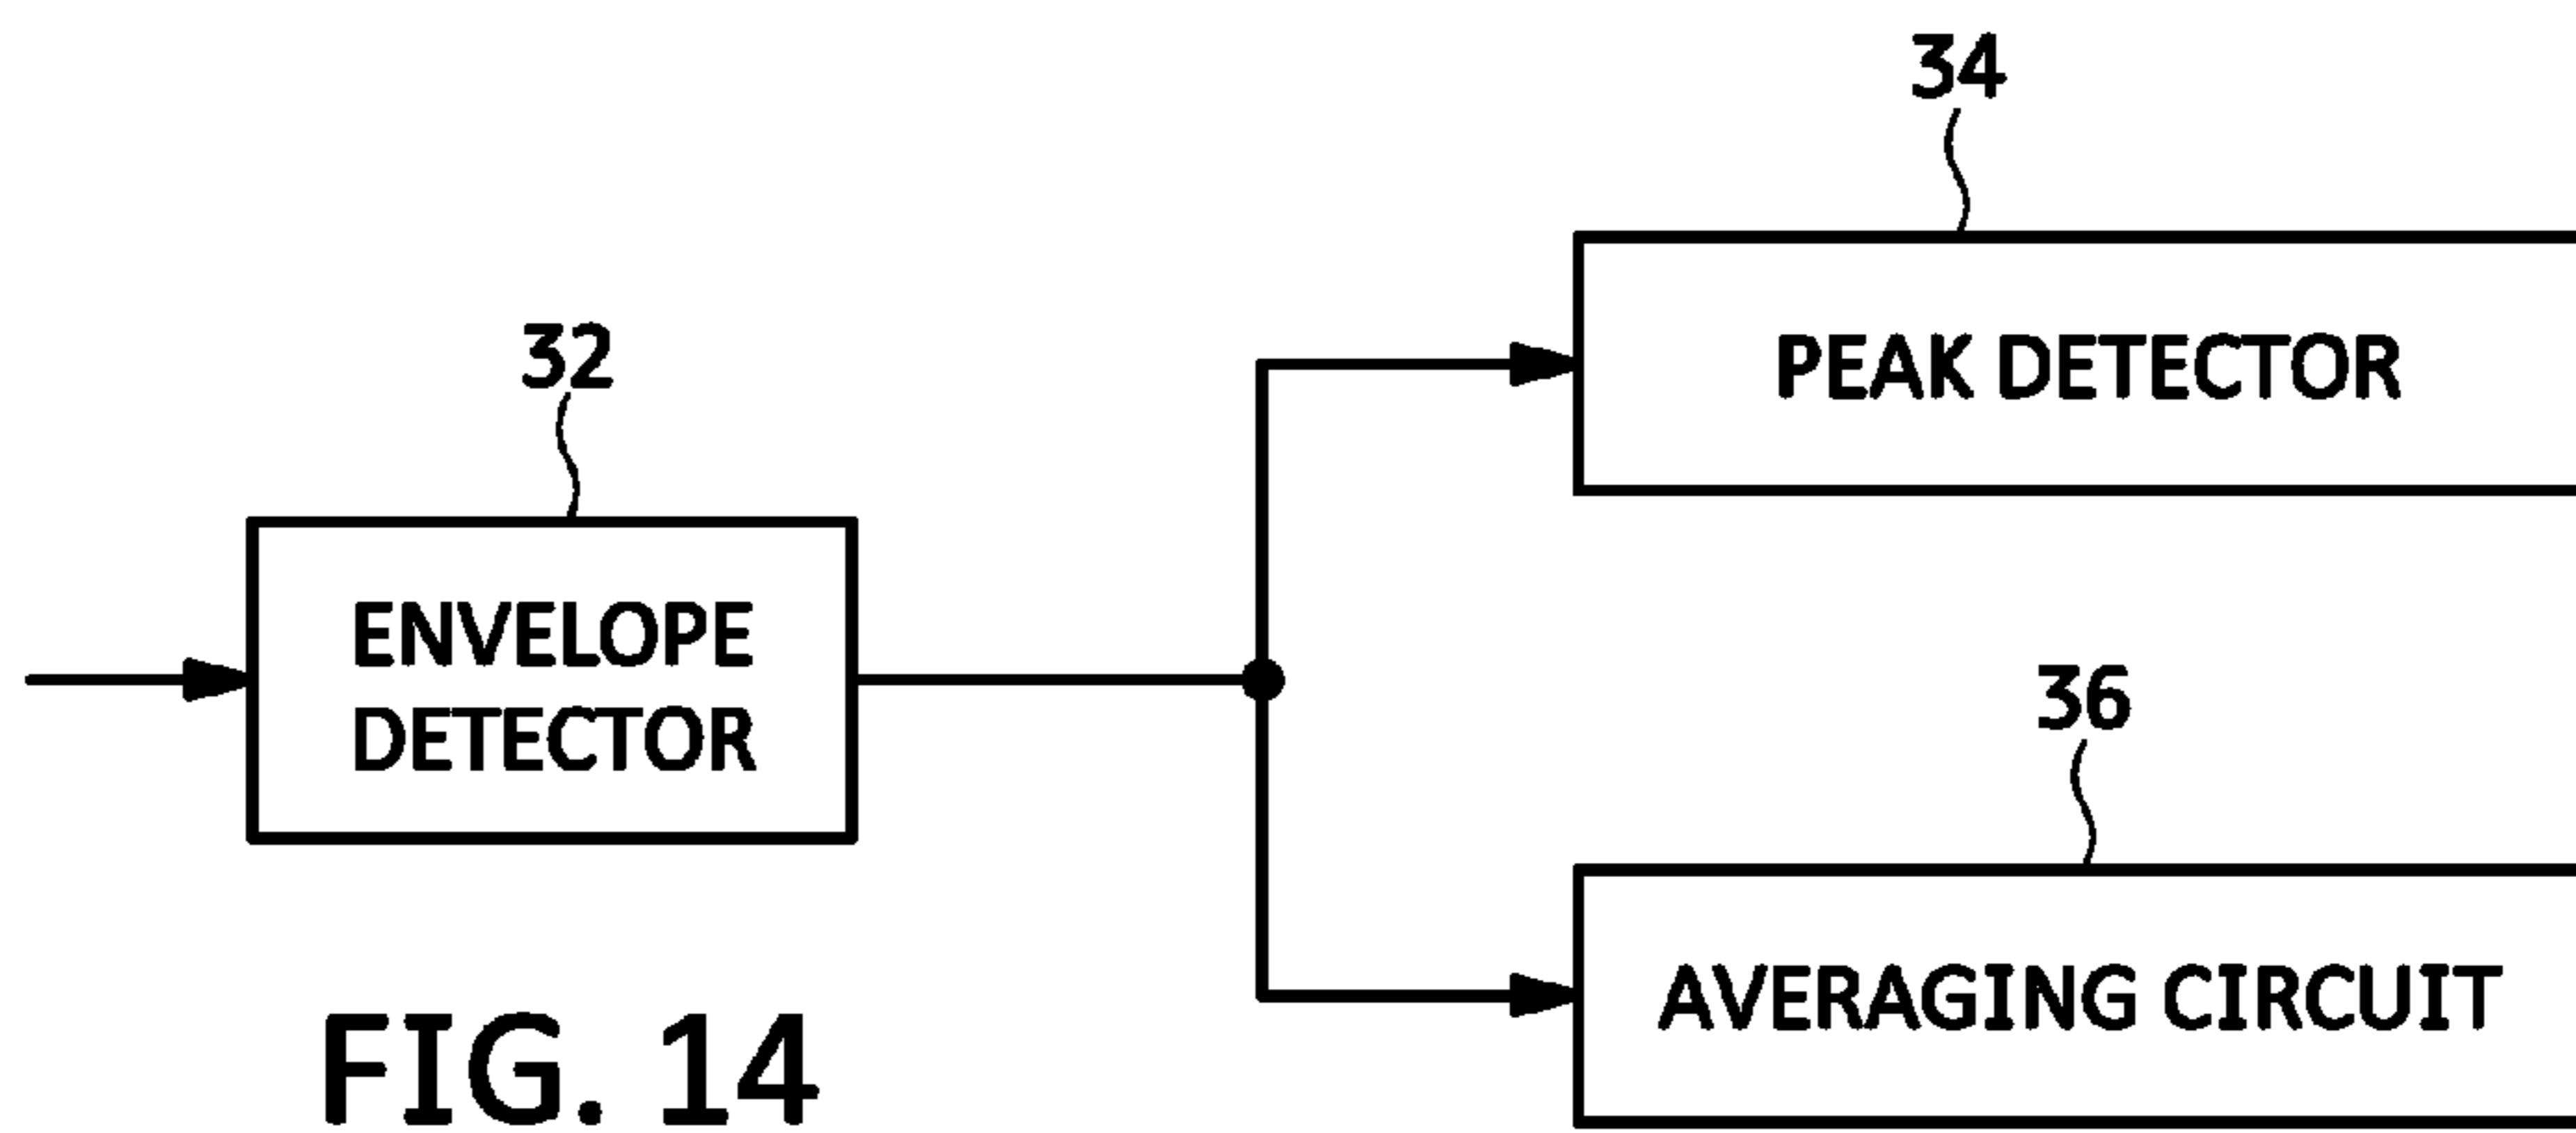 34
PEAK DETECTOR
32
ENVELOPE
DETECTOR
36
AVERAGING CIRCUIT
FIG. 14